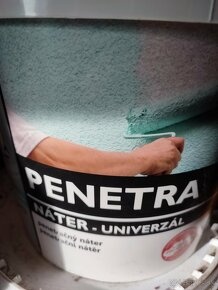 PENETRA
NÁTER - UNIVERZÁL
penetračný náter
penetrační nátěr